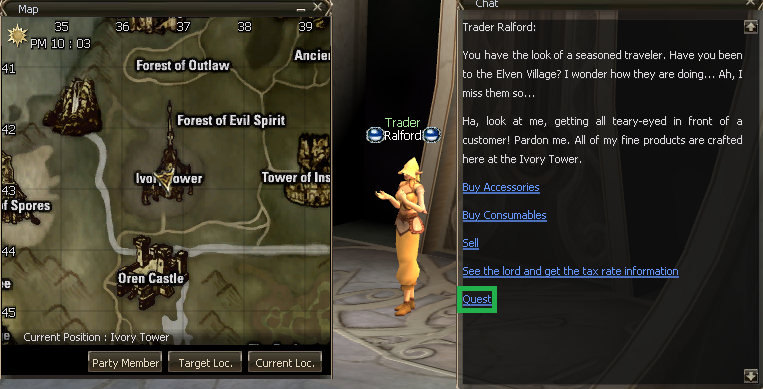 Map
35 36 37 38 39
PM 10 : 03
Ancien
Forest of Outlaw
41
Forest of Evil Spirit
42
Ivory Tower
Tower of Ins
43
of Spores
44
Oren Castle
45
Current Position : Ivory Tower
Party Member Target Loc. Current Loc.
Trader
Ralford
Chat
Trader Ralford:
You have the look of a seasoned traveler. Have you been
to the Elven Village? I wonder how they are doing... Ah, I
miss them so...
Ha, look at me, getting all teary-eyed in front of a
customer! Pardon me. All of my fine products are crafted
here at the Ivory Tower.
Buy Accessories
Buy Consumables
Sell
See the lord and get the tax rate information
Quest